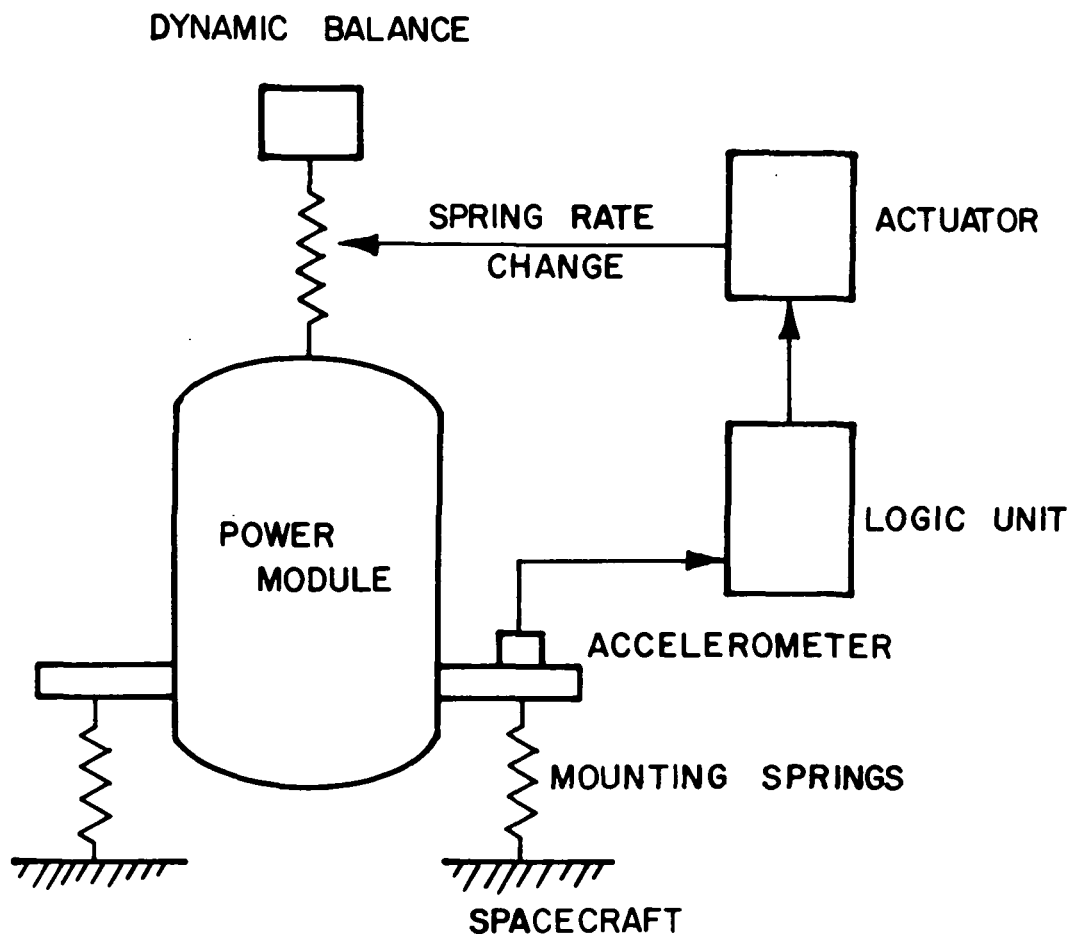 DYNAMIC BALANCE
SPRING RATE
CHANGE
ACTUATOR
LOGIC UNIT
POWER
MODULE
ACCELEROMETER
MOUNTING SPRINGS
SPACECRAFT